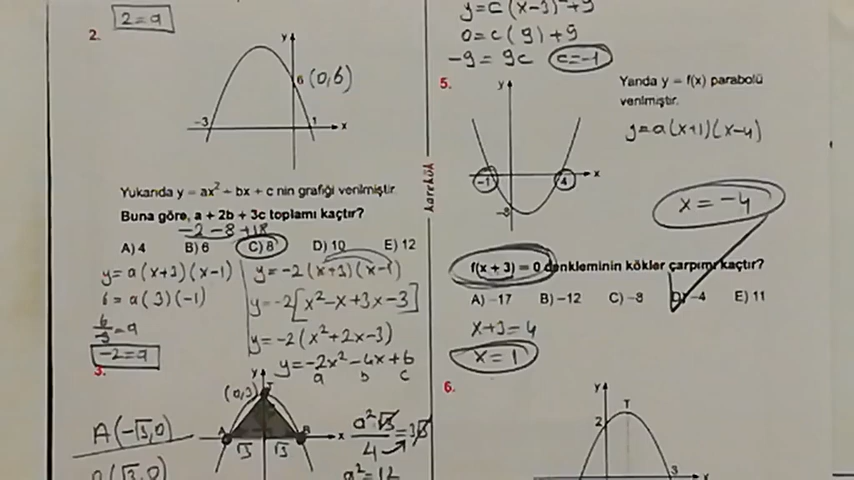 2 = a
2.
y
6 (0,6)
-3
1
x
Yukarıda y = ax² - bx + c nin grafiği verilmiştir.
Buna göre, a + 2b + 3c toplamı kaçtır?
-2-8+18
A) 4 B) 6 C) 8 D) 10 E) 12
y=a(x+3)(x-1)
6=a(3)(-1)
6/-3=a
-2=a
y=-2(x+3)(x-1)
y=-2[x²-x+3x-3]
y=-2(x²+2x-3)
y=-2x²-4x+6
a b c
3.
y
(0,3) T
A B x
√3 √3
A(-√3,0)
(√3,0)
a²√3/4=3√3
a²=12
karekök
y=c(x-3)²+9
0=c(9)+9
-9=9c c=-1
5.
y
-1
4
x
Yanda y = f(x) parabolü
verilmiştir.
y=a(x+1)(x-4)
x=-4
f(x + 3) = 0 denkleminin kökler çarpımı kaçtır?
A) -17 B) -12 C) -8 D) -4 E) 11
x+3=4
x=1
6.
y
2
T
3
x